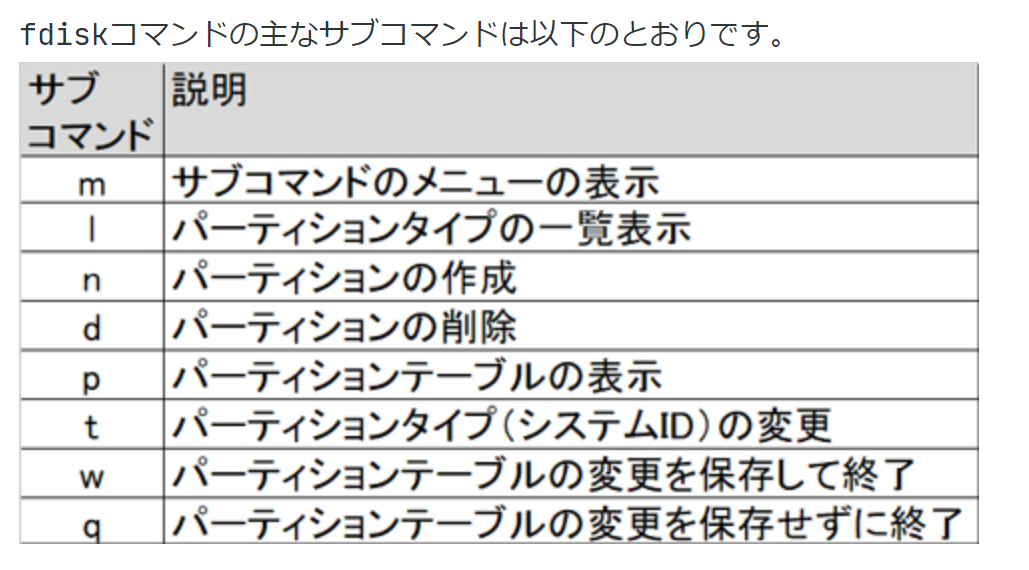 fdiskコマンドの主なサブコマンドは以下のとおりです。
サブ
コマンド 説明
m サブコマンドのメニューの表示
l パーティションタイプの一覧表示
n パーティションの作成
d パーティションの削除
p パーティションテーブルの表示
t パーティションタイプ(システムID)の変更
w パーティションテーブルの変更を保存して終了
q パーティションテーブルの変更を保存せずに終了